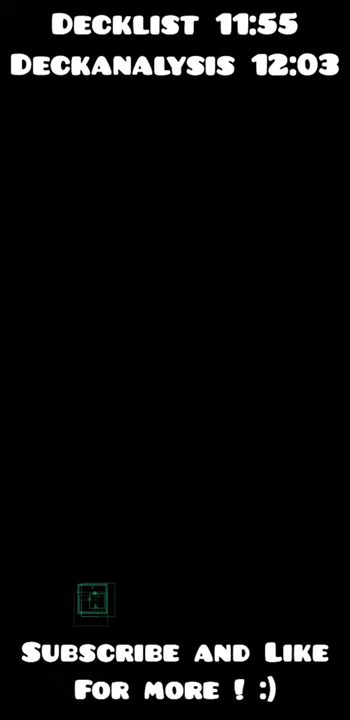 Decklist 11:55
Deckanalysis 12:03
Subscribe and Like
For more ! :)